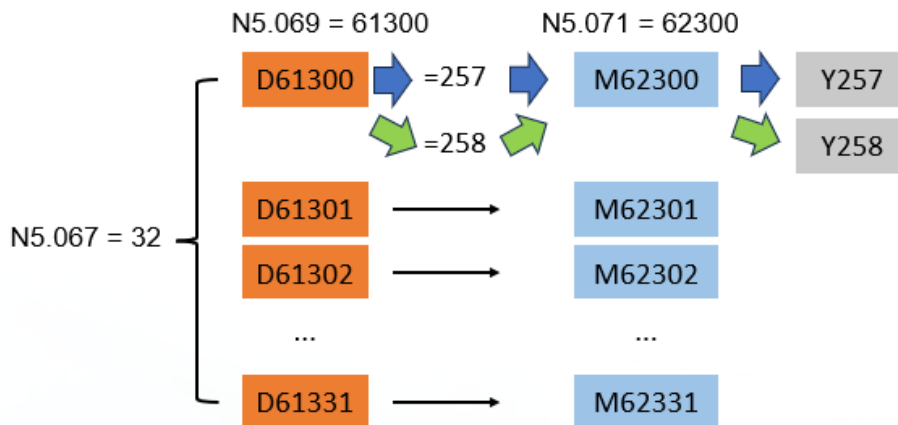 N5.069 = 61300 N5.071 = 62300
D61300 =257 M62300 Y257
=258 Y258
D61301 M62301
N5.067 = 32
D61302 M62302
... ...
D61331 M62331